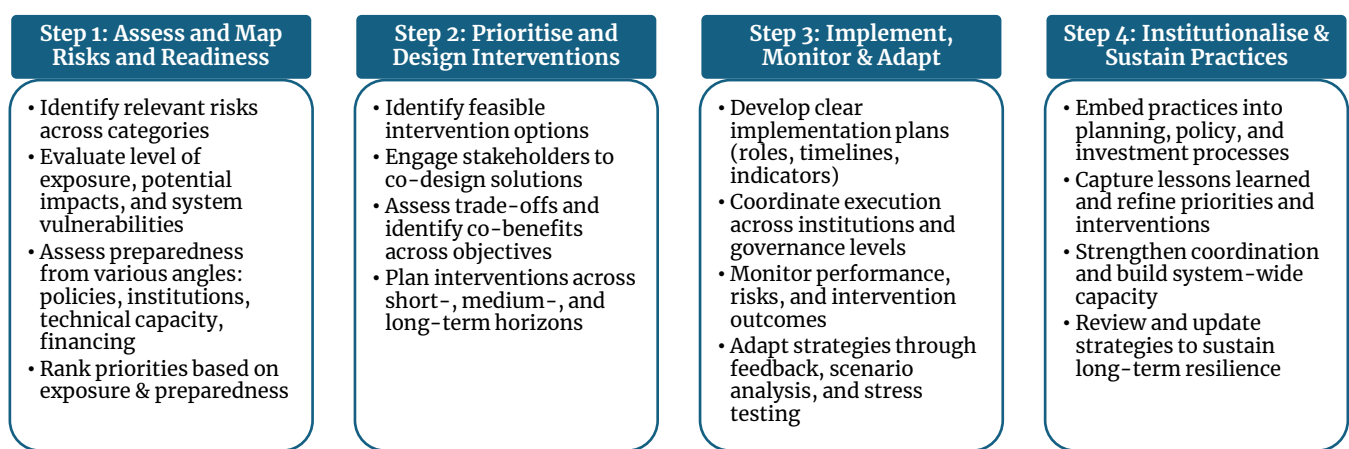 Step 1: Assess and Map
Risks and Readiness
• Identify relevant risks
across categories
• Evaluate level of
exposure, potential
impacts, and system
vulnerabilities
• Assess preparedness
from various angles:
policies, institutions,
technical capacity,
financing
• Rank priorities based on
exposure & preparedness
Step 2: Prioritise and
Design Interventions
• Identify feasible
intervention options
• Engage stakeholders to
co-design solutions
• Assess trade-offs and
identify co-benefits
across objectives
• Plan interventions across
short-, medium-, and
long-term horizons
Step 3: Implement,
Monitor & Adapt
• Develop clear
implementation plans
(roles, timelines,
indicators)
• Coordinate execution
across institutions and
governance levels
• Monitor performance,
risks, and intervention
outcomes
• Adapt strategies through
feedback, scenario
analysis, and stress
testing
Step 4: Institutionalise &
Sustain Practices
• Embed practices into
planning, policy, and
investment processes
• Capture lessons learned
and refine priorities and
interventions
• Strengthen coordination
and build system-wide
capacity
• Review and update
strategies to sustain
long-term resilience